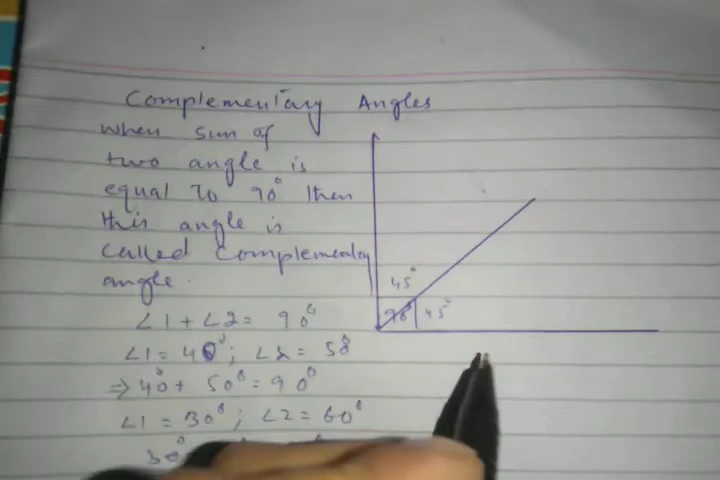 Complementary Angles
when sum of
two angle is
equal to 90° then
this angle is
called complementary
angle.
∠1 + ∠2 = 90°
∠1 = 40° ; ∠2 = 50°
⇒ 40 + 50° = 90°
∠1 = 30° ; ∠2 = 60°
30°
45°
90° 45°